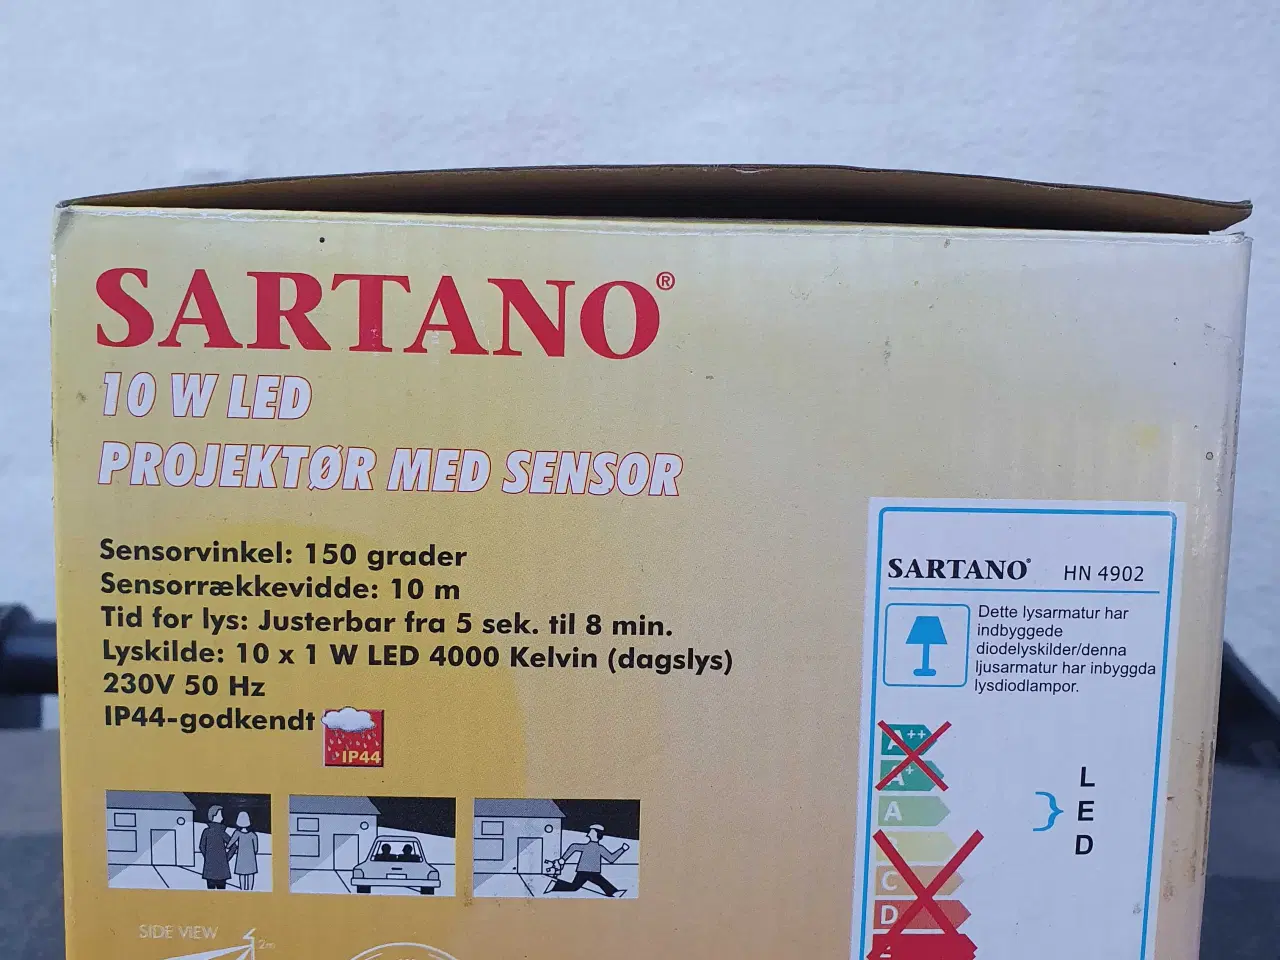 SARTANO®
10 W LED
PROJEKTØR MED SENSOR
Sensorvinkel: 150 grader
Sensorrækkevidde: 10 m
Tid for lys: Justerbar fra 5 sek. til 8 min.
Lyskilde: 10 x 1 W LED 4000 Kelvin (dagslys)
230V 50 Hz
IP44-godkendt
IP44
SIDE VIEW
2m
SARTANO® HN 4902
Dette lysarmatur har
indbyggede
diodelyskilder/denna
ljusarmatur har inbyggda
lysdiodlampor.
A++
A+
A
C
D
L
E
D